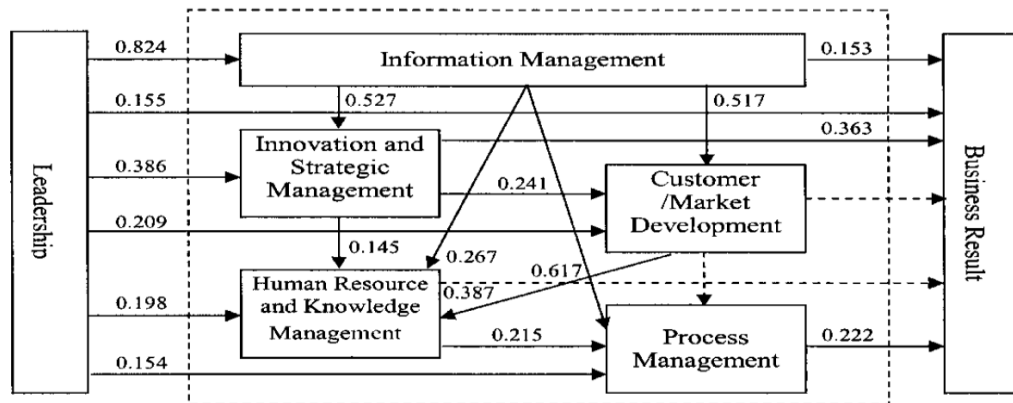 0.824
Information Management
0.153
0.155
0.527
0.517
0.363
Innovation and
Strategic
Management
0.386
0.241
Customer
/Market
Development
0.209
0.145
0.267
0.617
Leadership
Business Result
Human Resource
and Knowledge
Management
0.387
0.198
0.215
Process
Management
0.222
0.154